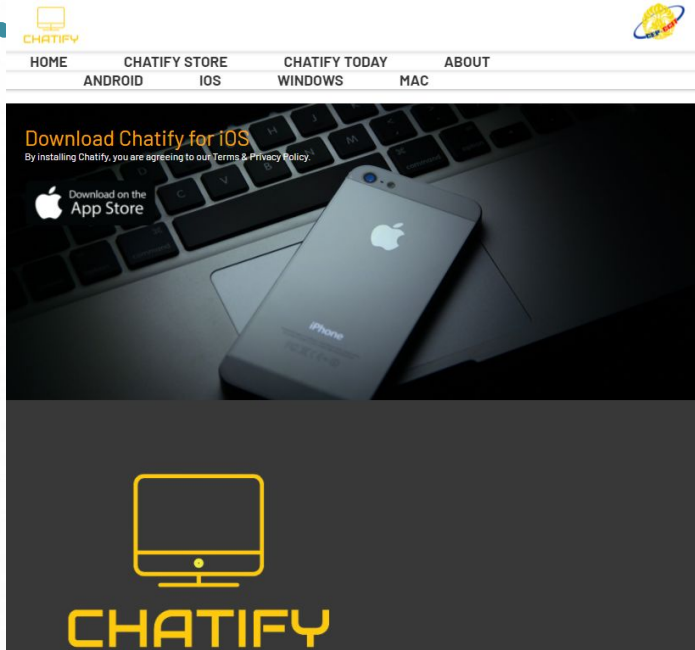 CHATIFY
HOME CHATIFY STORE CHATIFY TODAY ABOUT
ANDROID IOS WINDOWS MAC
Download Chatify for iOS
By installing Chatify, you are agreeing to our Terms & Privacy Policy.
Download on the
App Store
iPhone
CHATIFY